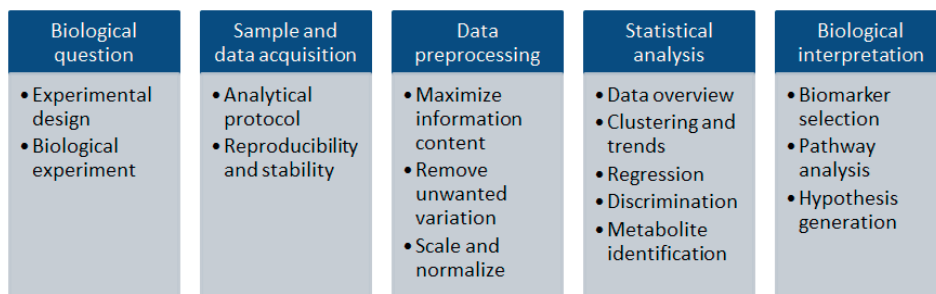 Biological
question
• Experimental
design
• Biological
experiment
Sample and
data acquisition
• Analytical
protocol
• Reproducibility
and stability
Data
preprocessing
• Maximize
information
content
• Remove
unwanted
variation
• Scale and
normalize
Statistical
analysis
• Data overview
• Clustering and
trends
• Regression
• Discrimination
• Metabolite
identification
Biological
interpretation
• Biomarker
selection
• Pathway
analysis
• Hypothesis
generation